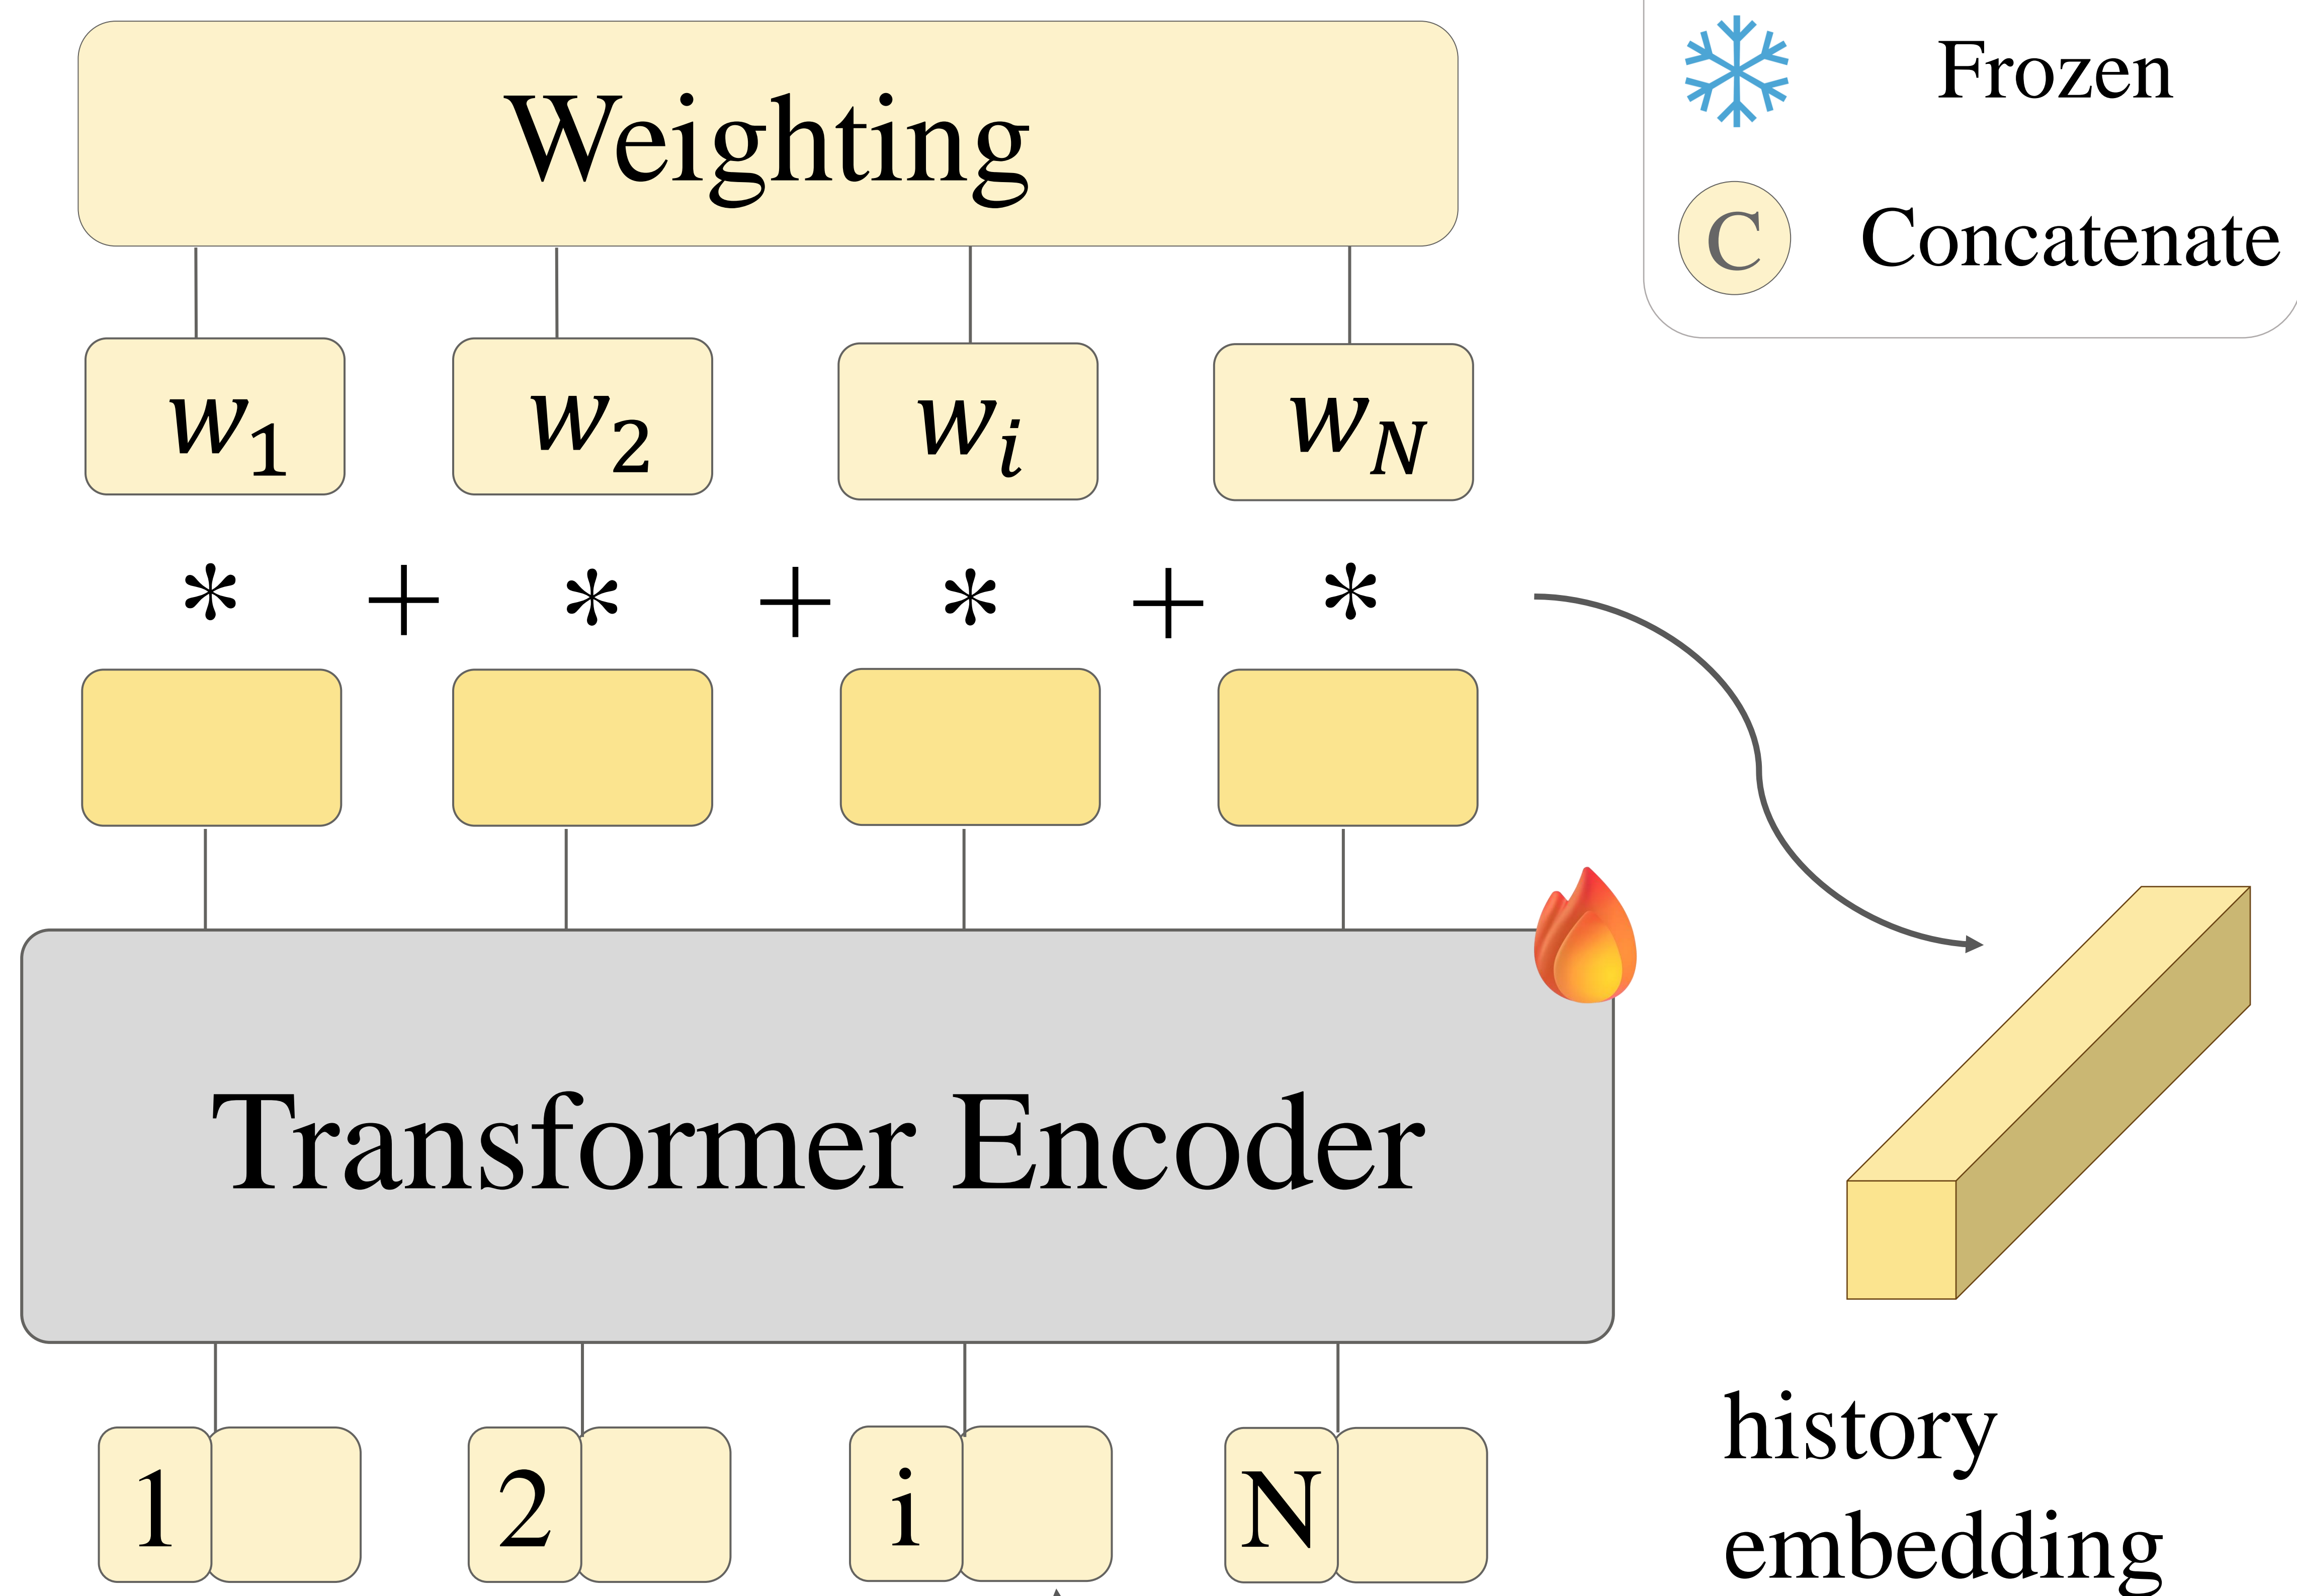 Weighting
Frozen
C Concatenate
w1 w2 wi wN
* + * + * + *
Transformer Encoder
1 2 i N
history
embedding